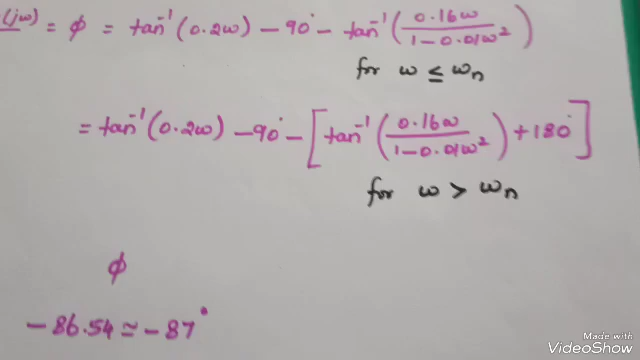 (jω) = ϕ = tan⁻¹(0.2ω) − 90° − tan⁻¹(0.16ω / 1 − 0.01ω²)
for ω ≤ ωn
= tan⁻¹(0.2ω) − 90° − [tan⁻¹(0.16ω / 1 − 0.01ω²) + 180°]
for ω > ωn
ϕ
− 86.54 ≃ − 87°
Made with
VideoShow